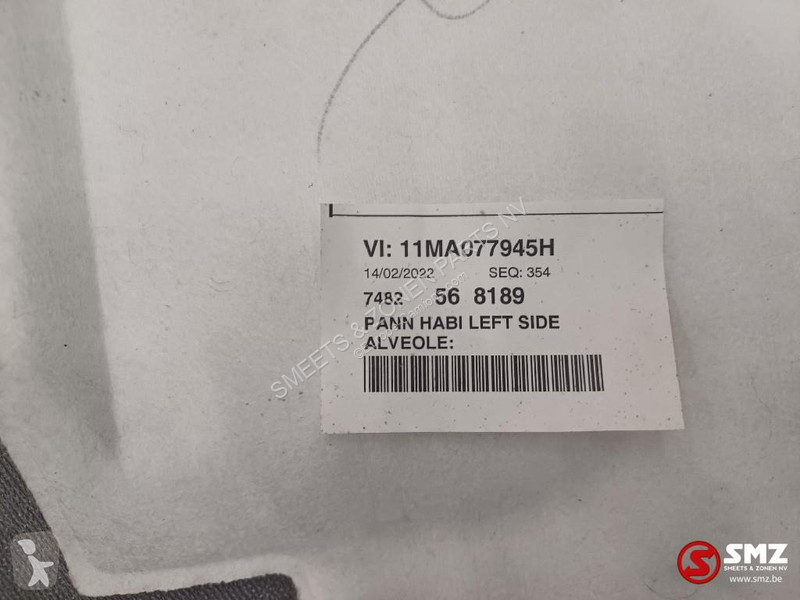 VI: 11MA077945H
14/02/2022 SEQ: 354
7482 56 8189
PANN HABI LEFT SIDE
ALVEOLE:
SMEETS & ZONEN PARTS NV
SMZ
SMEETS & ZONEN NV
www.smz.be